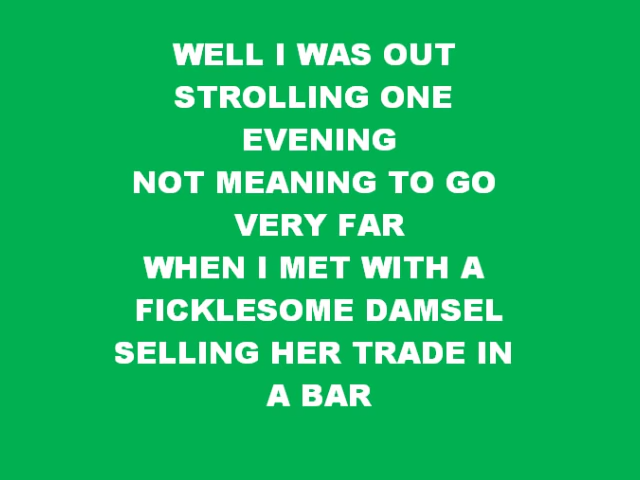 WELL I WAS OUT
STROLLING ONE
EVENING
NOT MEANING TO GO
VERY FAR
WHEN I MET WITH A
FICKLESOME DAMSEL
SELLING HER TRADE IN
A BAR